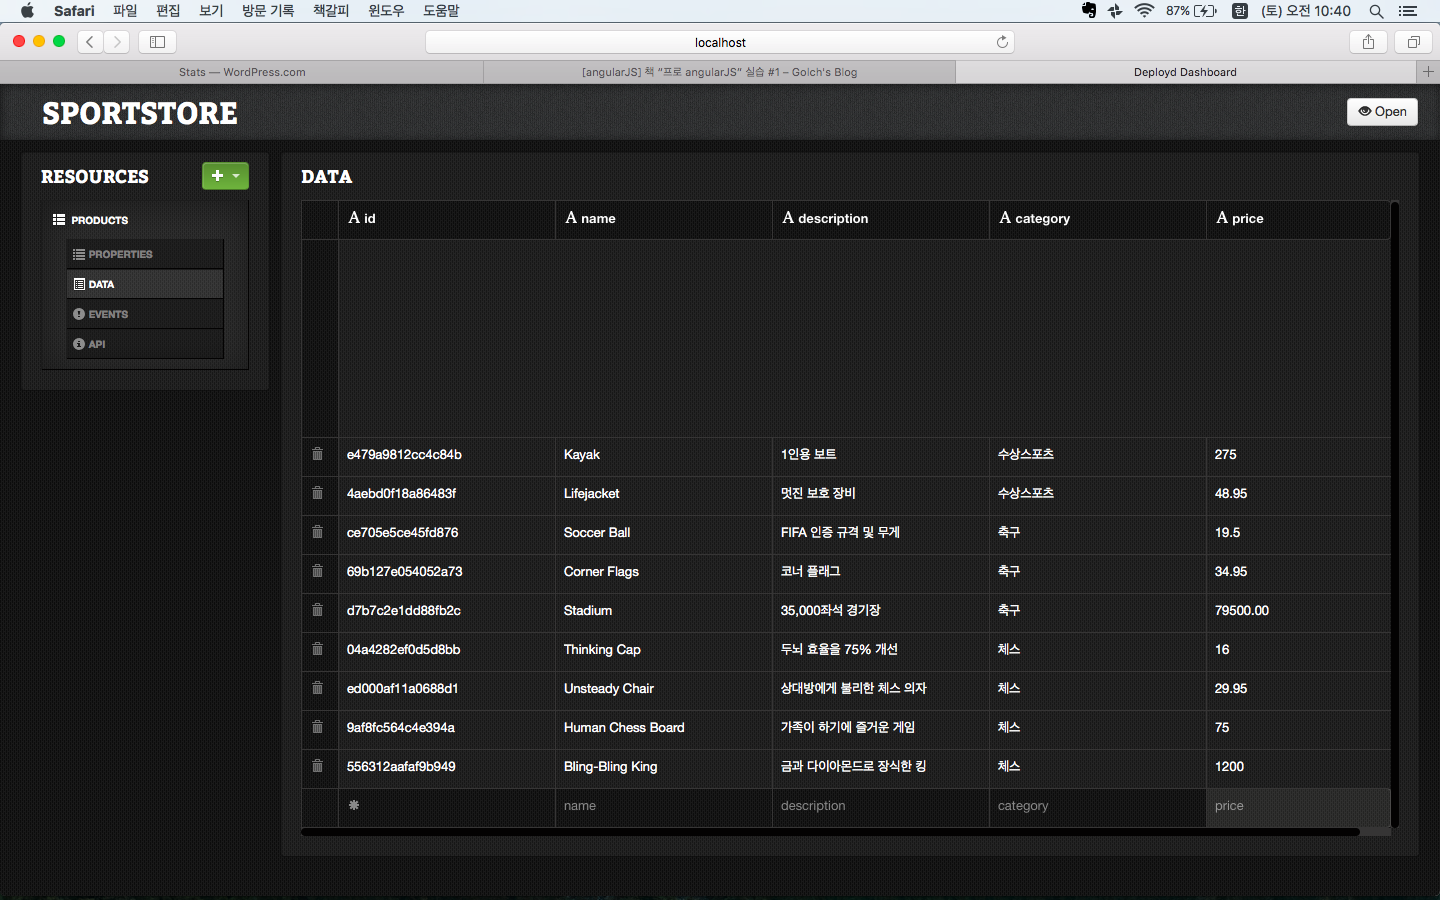 Safari 파일 편집 보기 방문 기록 책갈피 윈도우 도움말 87% 한 (토) 오전 10:40
localhost
Stats — WordPress.com [angularJS] 책 “프로 angularJS” 실습 #1 – Golch's Blog Deployd Dashboard
SPORTSTORE Open
RESOURCES
PRODUCTS
PROPERTIES
DATA
EVENTS
API
DATA
A id A name A description A category A price
e479a9812cc4c84b Kayak 1인용 보트 수상스포츠 275
4aebd0f18a86483f Lifejacket 멋진 보호 장비 수상스포츠 48.95
ce705e5ce45fd876 Soccer Ball FIFA 인증 규격 및 무게 축구 19.5
69b127e054052a73 Corner Flags 코너 플래그 축구 34.95
d7b7c2e1dd88fb2c Stadium 35,000좌석 경기장 축구 79500.00
04a4282ef0d5d8bb Thinking Cap 두뇌 효율을 75% 개선 체스 16
ed000af11a0688d1 Unsteady Chair 상대방에게 불리한 체스 의자 체스 29.95
9af8fc564c4e394a Human Chess Board 가족이 하기에 즐거운 게임 체스 75
556312aafaf9b949 Bling-Bling King 금과 다이아몬드로 장식한 킹 체스 1200
name description category price